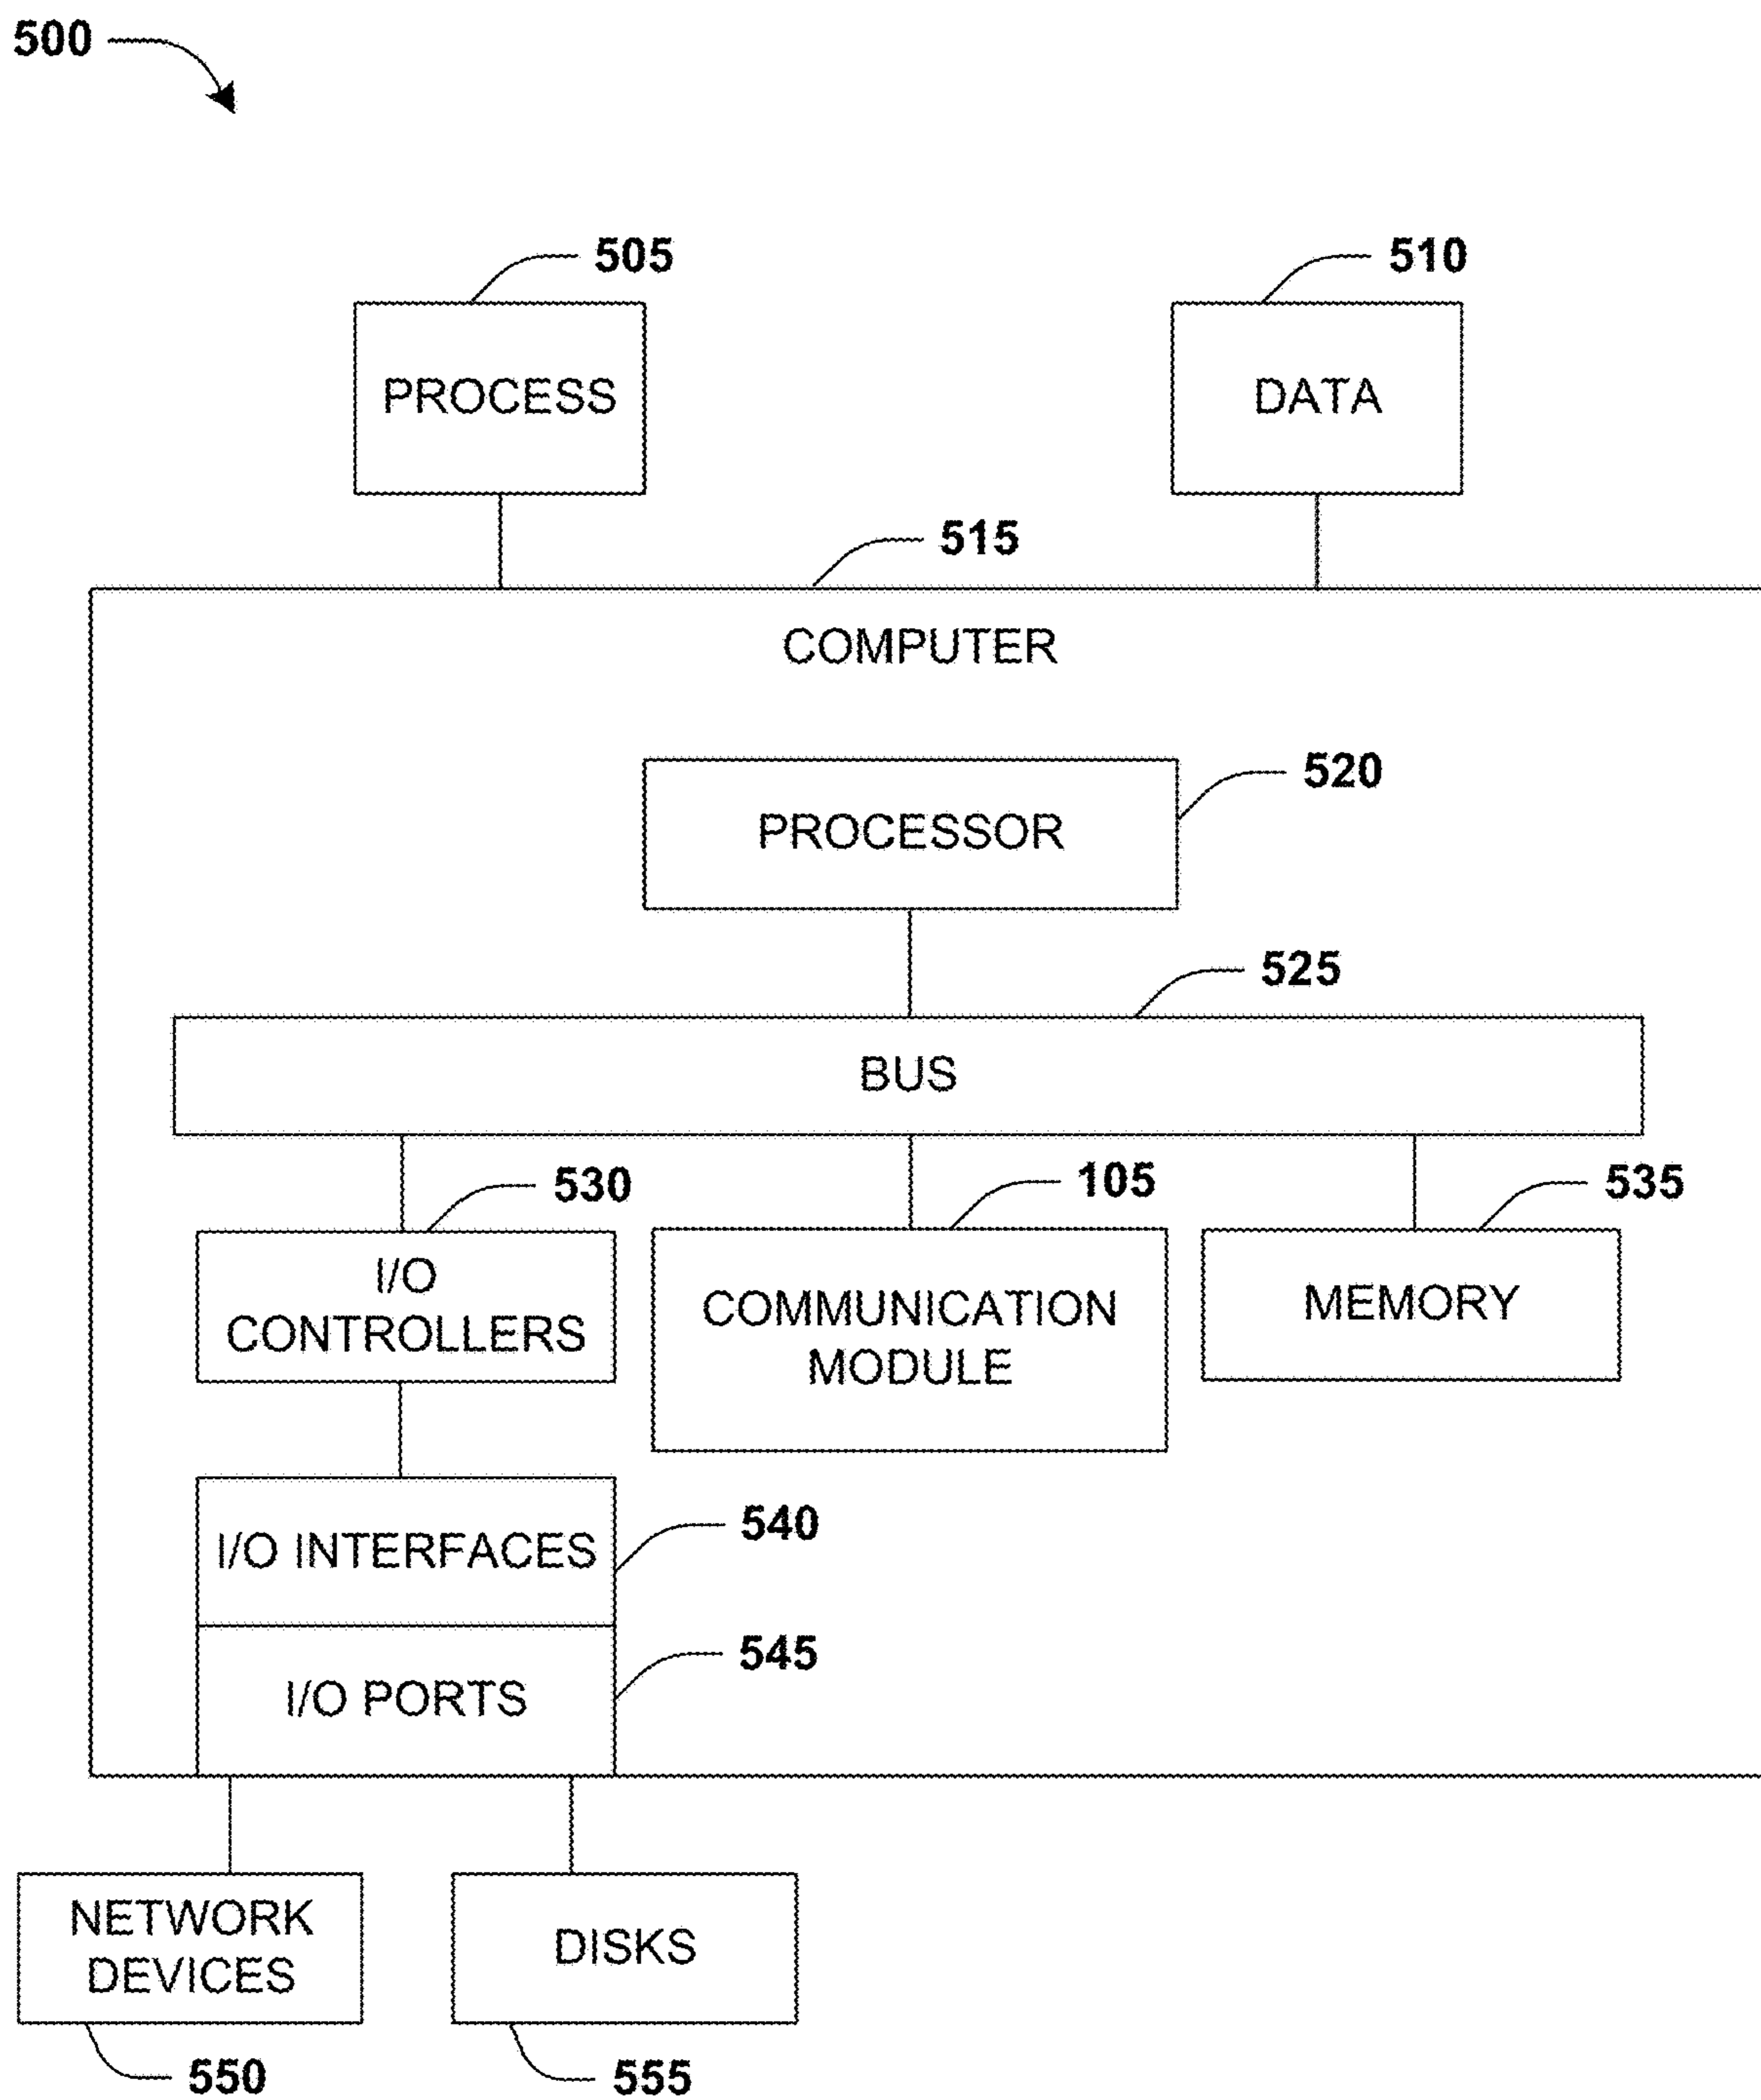 500
505
510
PROCESS
DATA
515
COMPUTER
520
PROCESSOR
525
BUS
530
105
535
I/O
CONTROLLERS
COMMUNICATION
MODULE
MEMORY
540
I/O INTERFACES
545
I/O PORTS
NETWORK
DEVICES
DISKS
550
555